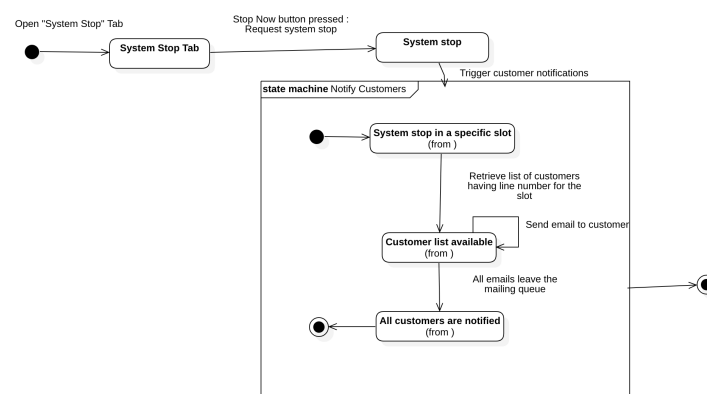 Open "System Stop" Tab
System Stop Tab
Stop Now button pressed :
Request system stop
System stop
Trigger customer notifications
state machine Notify Customers
System stop in a specific slot
(from )
Retrieve list of customers
having line number for the
slot
Customer list available
(from )
Send email to customer
All emails leave the
mailing queue
All customers are notified
(from )